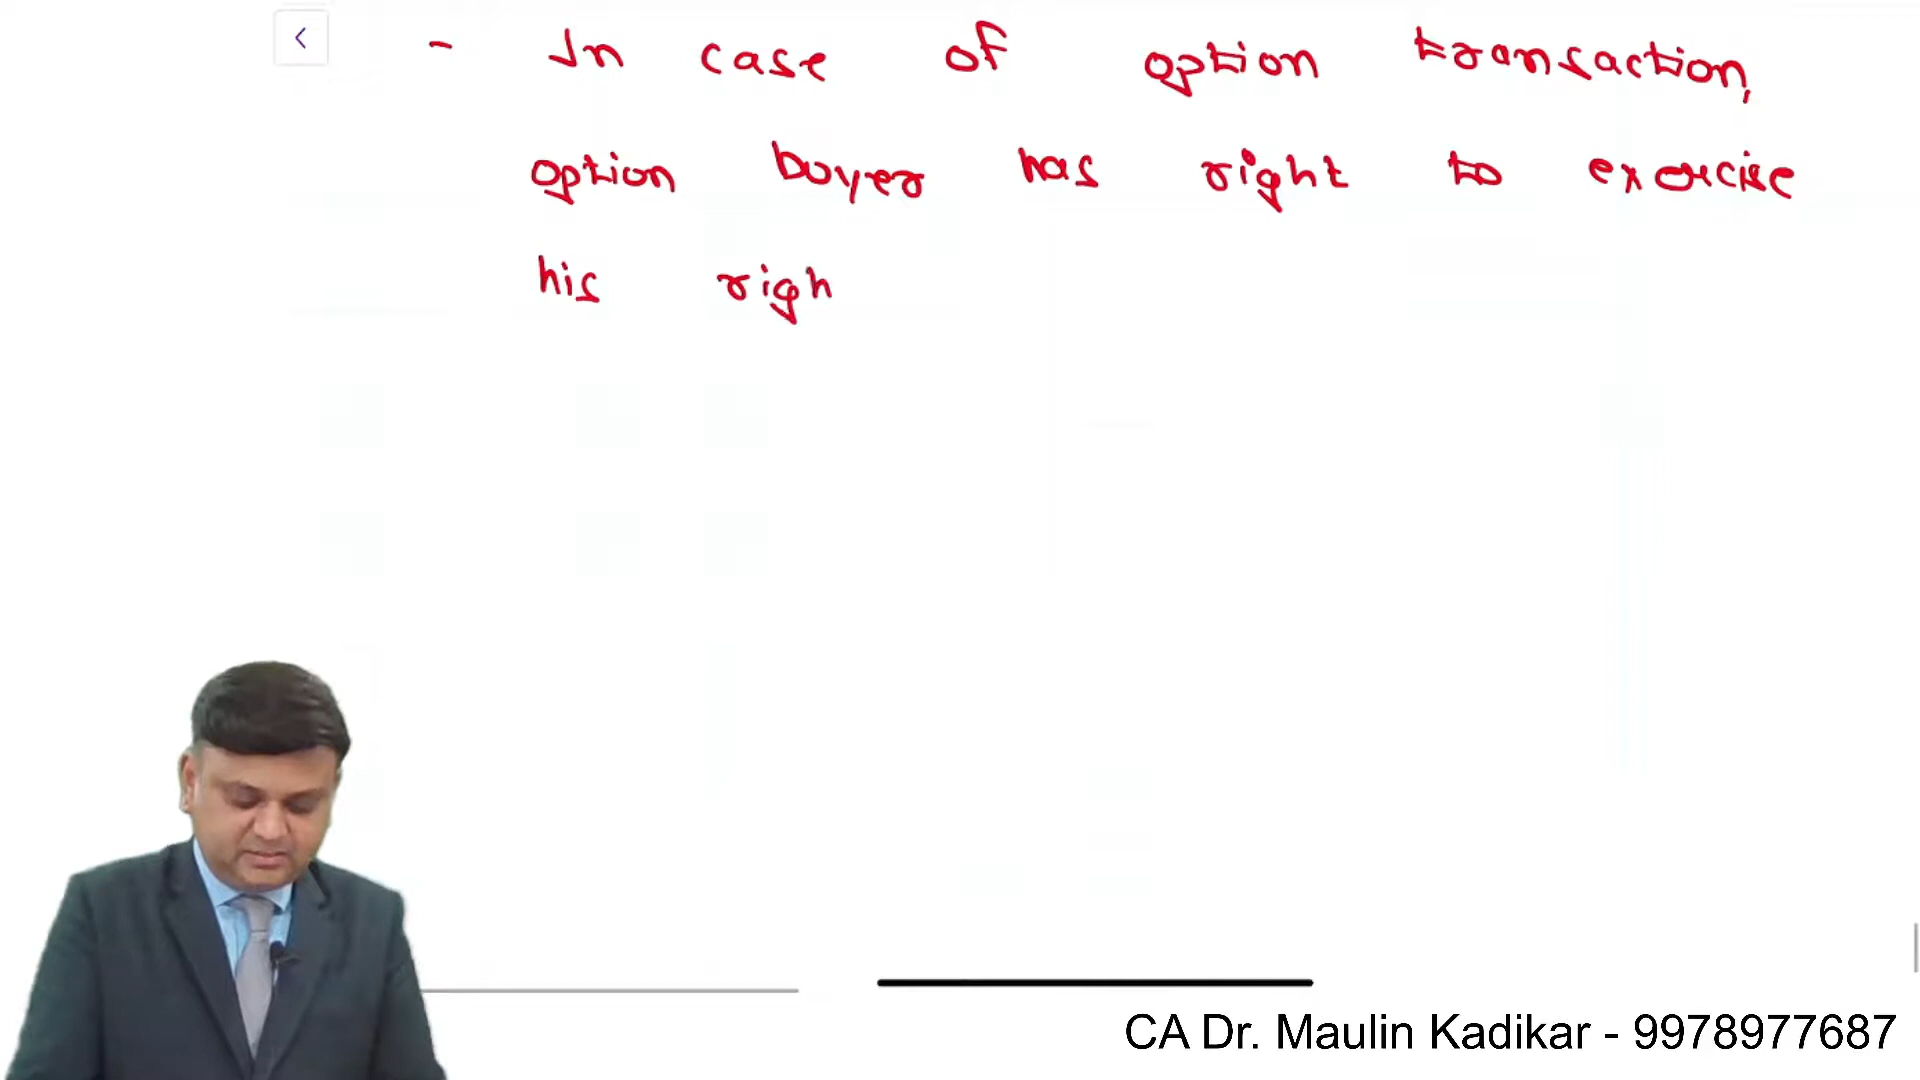 - In case of option transaction,
option buyer has right to exercise
his righ
CA Dr. Maulin Kadikar - 9978977687